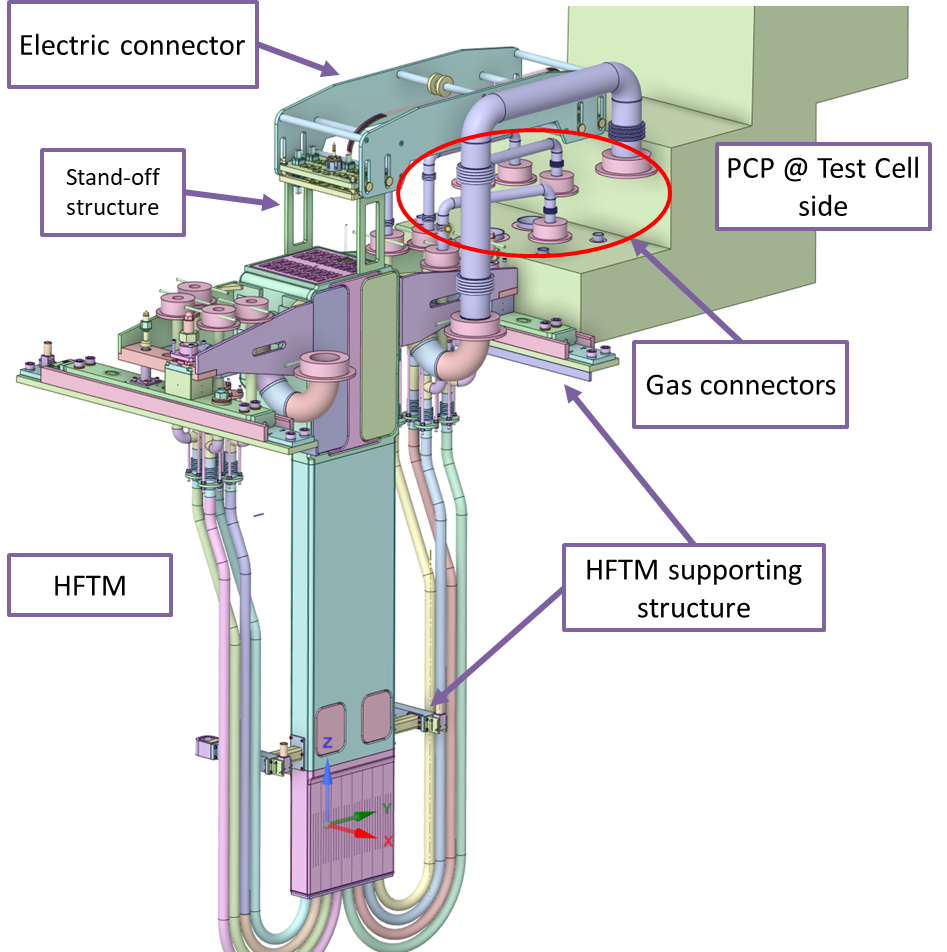 Electric connector
Stand-off
structure
PCP @ Test Cell
side
Gas connectors
HFTM
HFTM supporting
structure
Z
Y
X